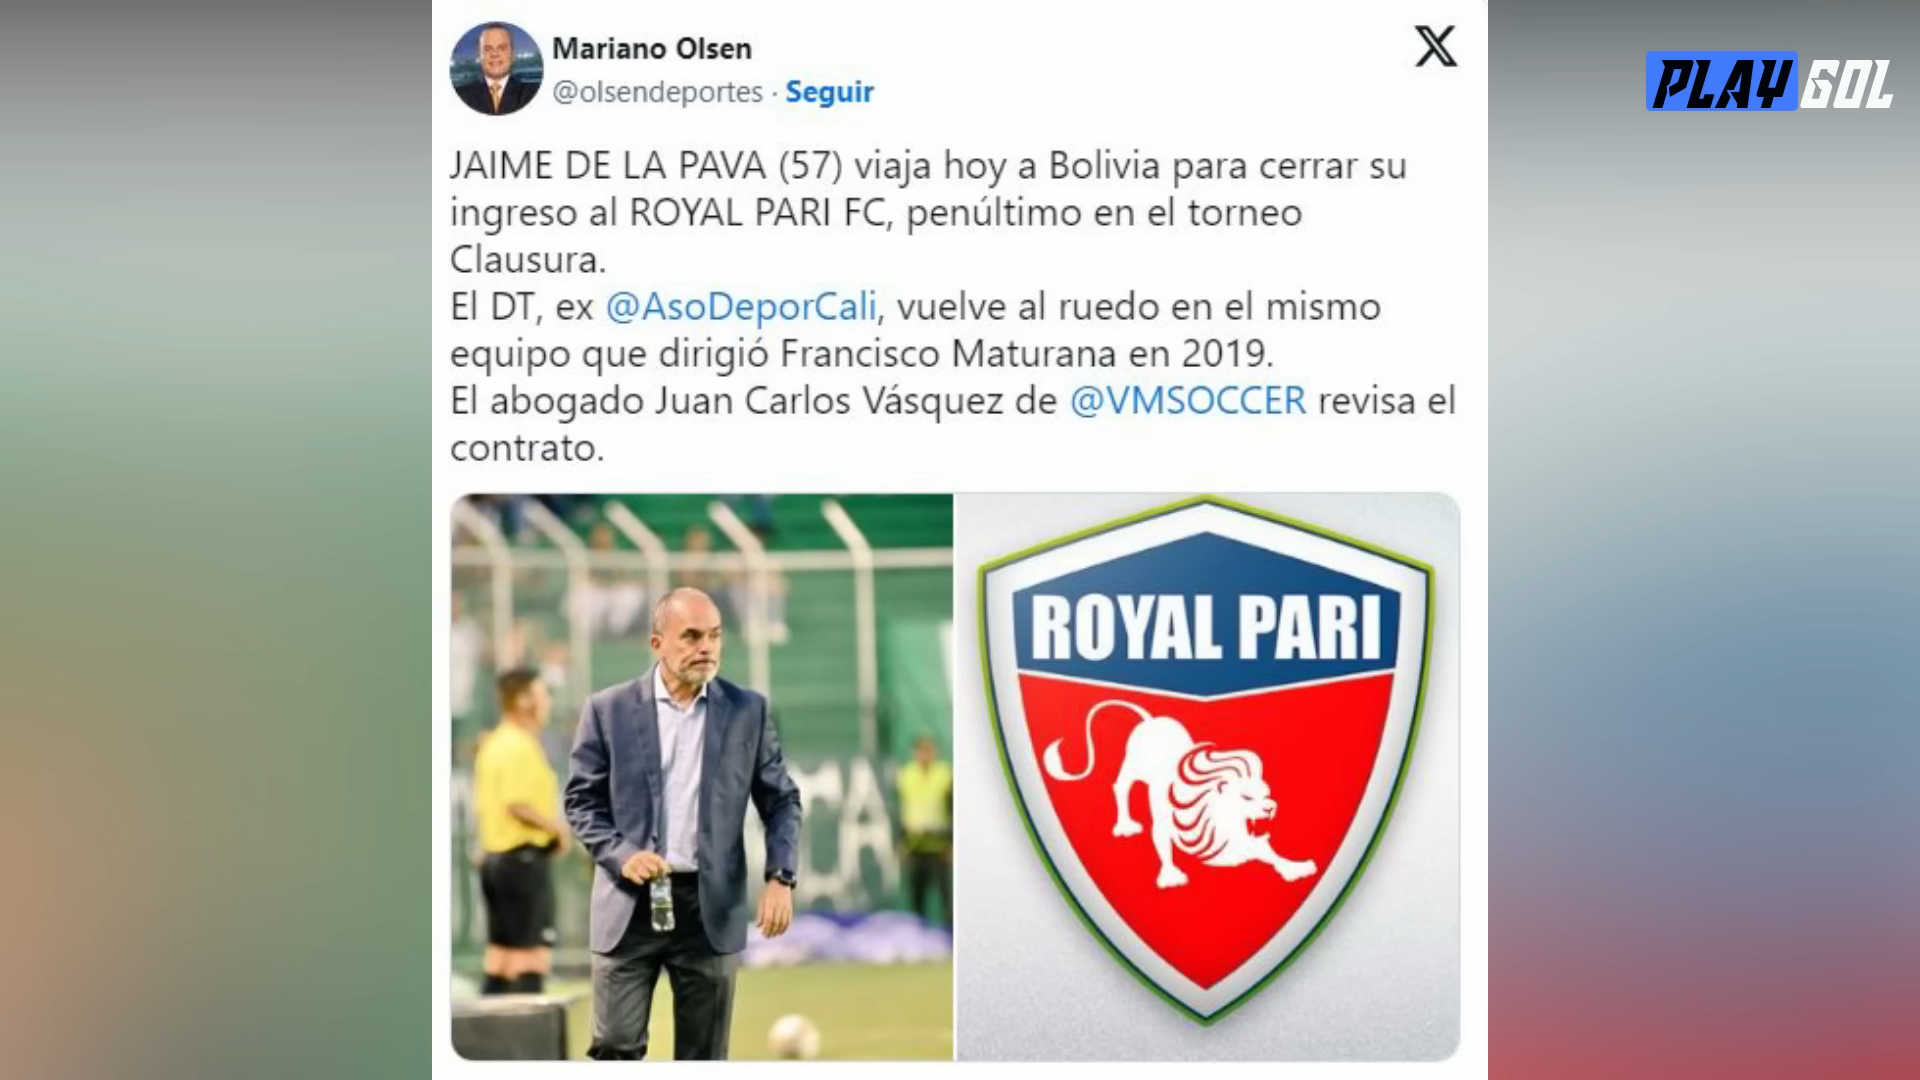 Mariano Olsen
@olsendeportes · Seguir
PLAY GOL
JAIME DE LA PAVA (57) viaja hoy a Bolivia para cerrar su
ingreso al ROYAL PARI FC, penúltimo en el torneo
Clausura.
El DT, ex @AsoDeporCali, vuelve al ruedo en el mismo
equipo que dirigió Francisco Maturana en 2019.
El abogado Juan Carlos Vásquez de @VMSOCCER revisa el
contrato.
ROYAL PARI